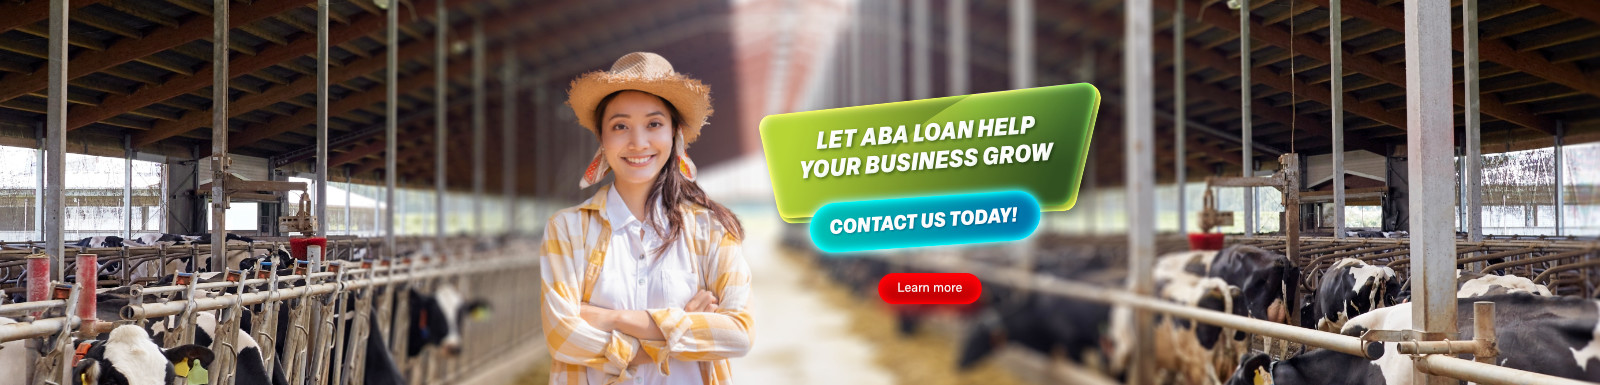 LET ABA LOAN HELP
YOUR BUSINESS GROW
CONTACT US TODAY!
Learn more